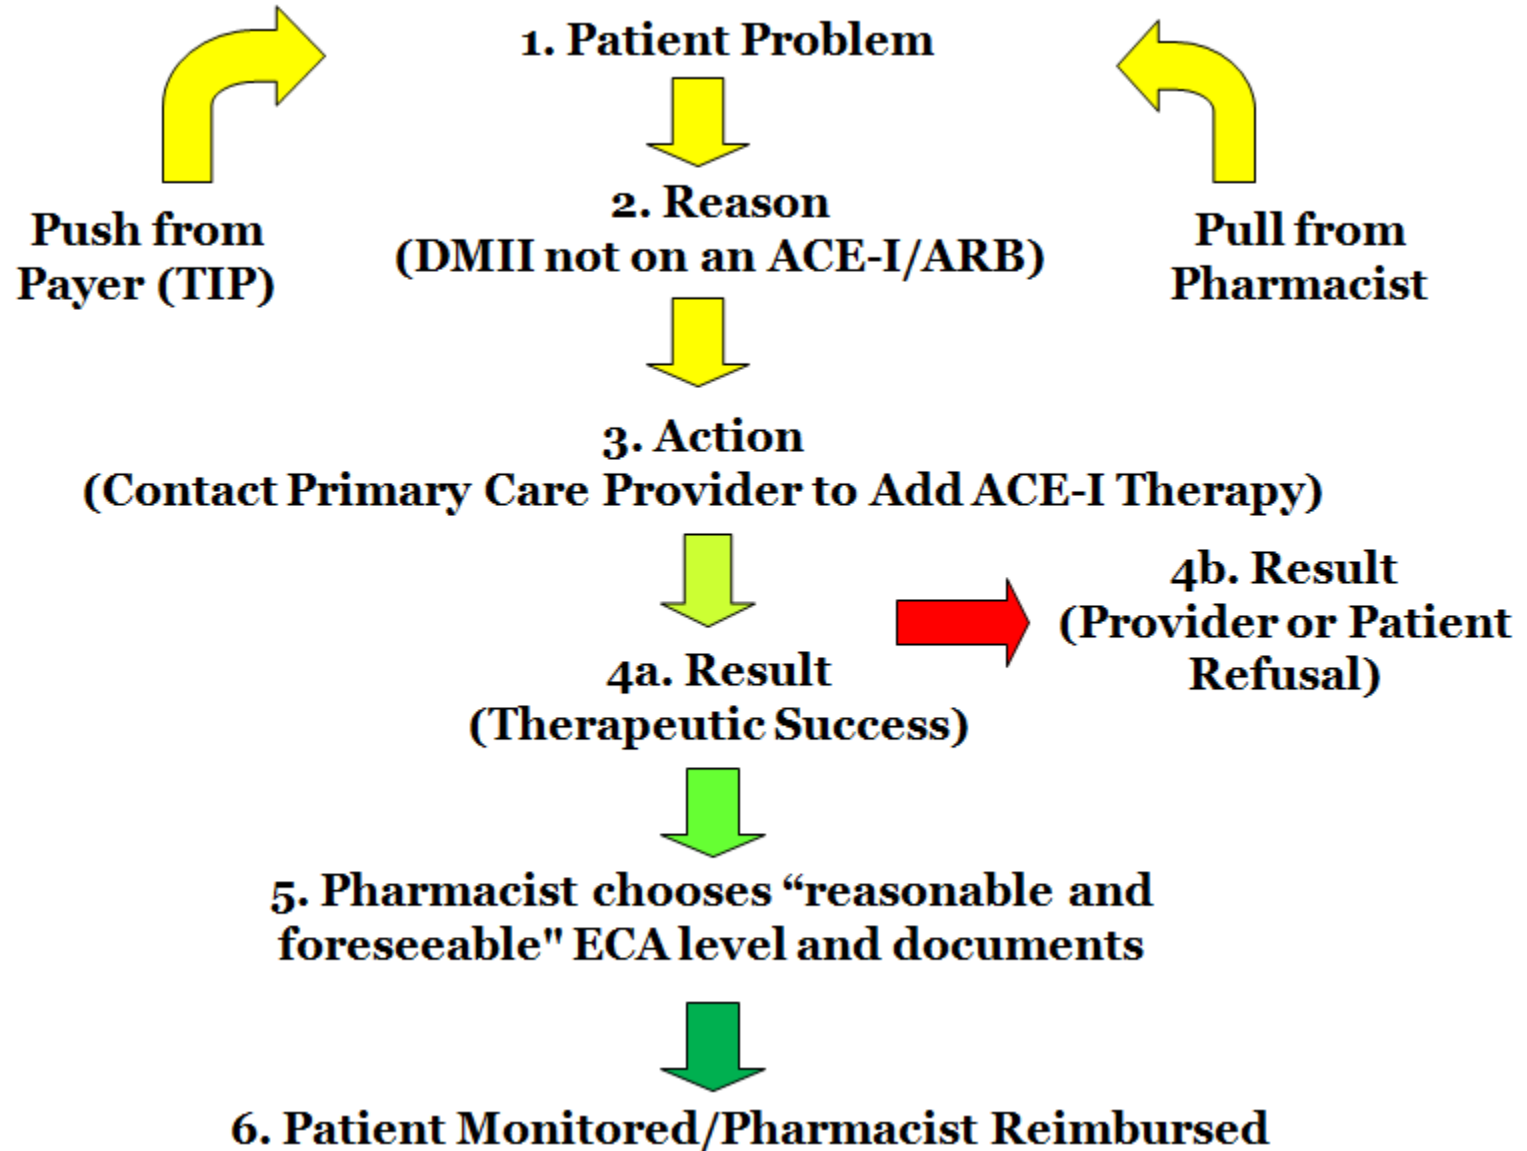 1. Patient Problem
Push from
Payer (TIP)
2. Reason
(DMII not on an ACE-I/ARB)
Pull from
Pharmacist
3. Action
(Contact Primary Care Provider to Add ACE-I Therapy)
4a. Result
(Therapeutic Success)
4b. Result
(Provider or Patient
Refusal)
5. Pharmacist chooses “reasonable and
foreseeable" ECA level and documents
6. Patient Monitored/Pharmacist Reimbursed